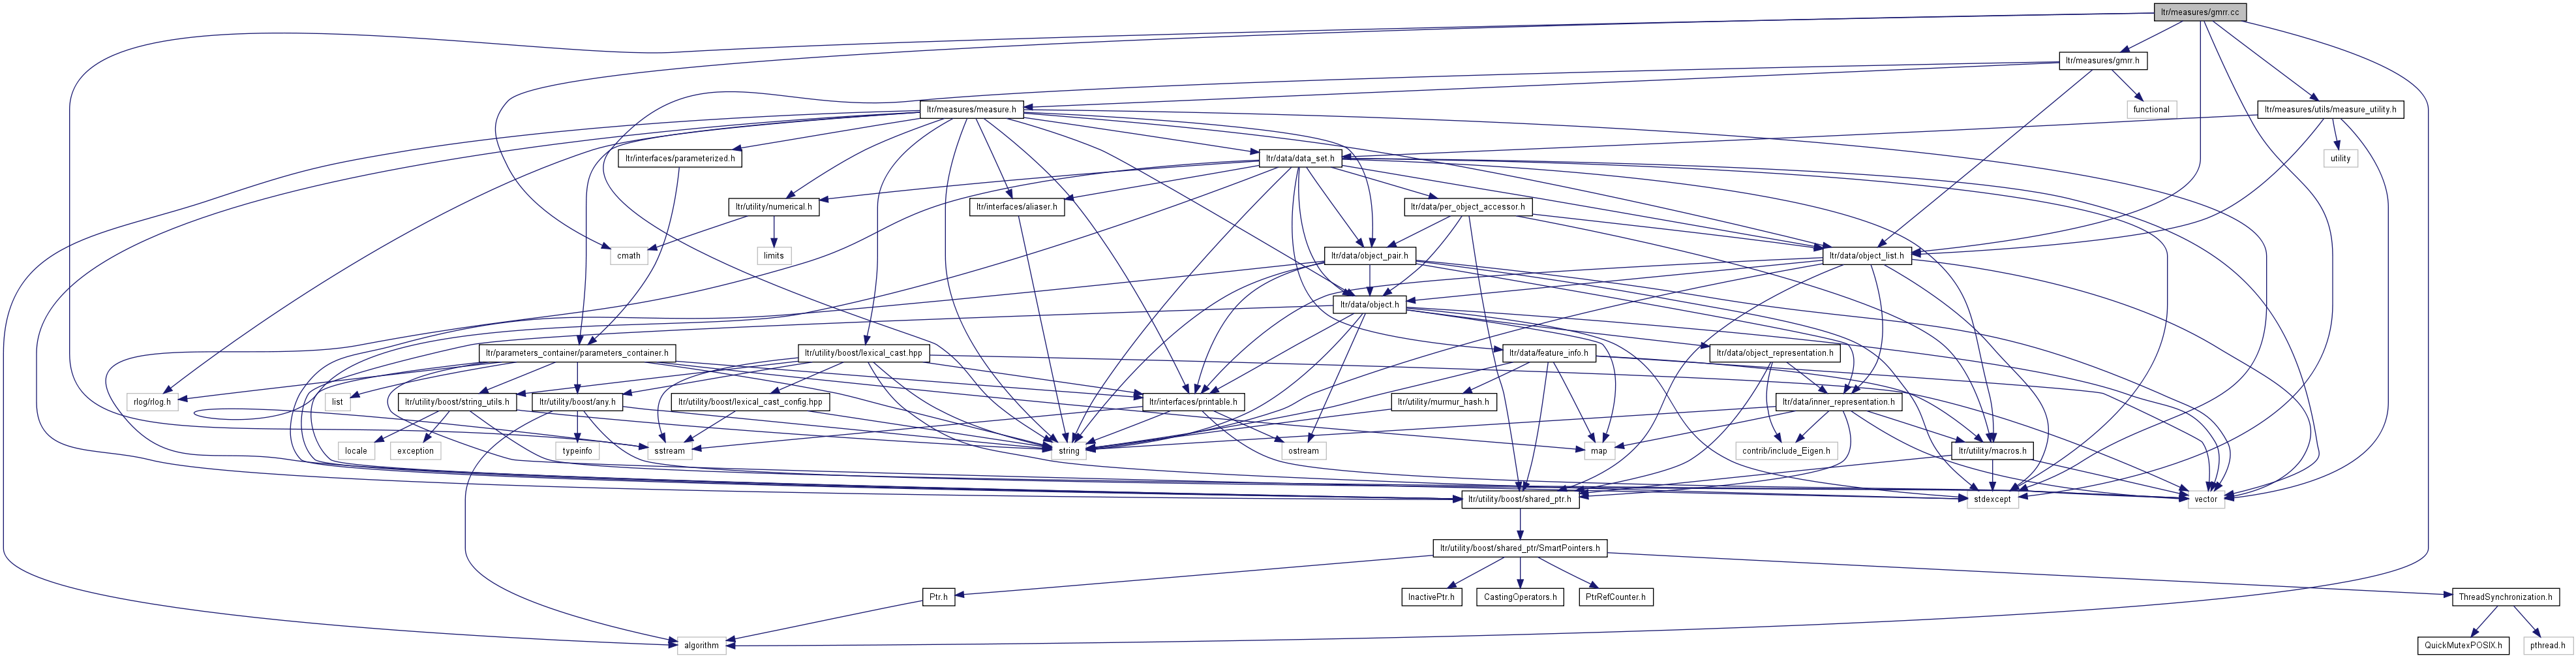 ltr/measures/gmrr.cc
ltr/measures/gmrr.h
ltr/measures/measure.h
functional
ltr/measures/utils/measure_utility.h
ltr/interfaces/parameterized.h
ltr/data/data_set.h
utility
ltr/utility/numerical.h
ltr/interfaces/aliaser.h
ltr/data/per_object_accessor.h
cmath
limits
ltr/data/object_pair.h
ltr/data/object_list.h
ltr/data/object.h
ltr/parameters_container/parameters_container.h
ltr/utility/boost/lexical_cast.hpp
ltr/data/feature_info.h
ltr/data/object_representation.h
rlog/rlog.h
list
ltr/utility/boost/string_utils.h
ltr/utility/boost/any.h
ltr/utility/boost/lexical_cast_config.hpp
ltr/interfaces/printable.h
ltr/utility/murmur_hash.h
ltr/data/inner_representation.h
locale
exception
typeinfo
sstream
string
ostream
map
contrib/include_Eigen.h
ltr/utility/macros.h
ltr/utility/boost/shared_ptr.h
stdexcept
vector
ltr/utility/boost/shared_ptr/SmartPointers.h
Ptr.h
InactivePtr.h
CastingOperators.h
PtrRefCounter.h
ThreadSynchronization.h
algorithm
QuickMutexPOSIX.h
pthread.h